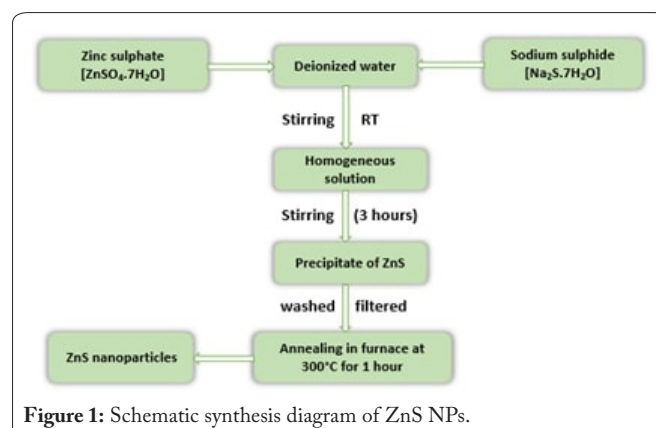 Zinc sulphate
[ZnSO₄.7H₂O]
Deionized water
Sodium sulphide
[Na₂S.7H₂O]
Stirring RT
Homogeneous
solution
Stirring (3 hours)
Precipitate of ZnS
washed filtered
ZnS nanoparticles
Annealing in furnace at
300°C for 1 hour
Figure 1: Schematic synthesis diagram of ZnS NPs.